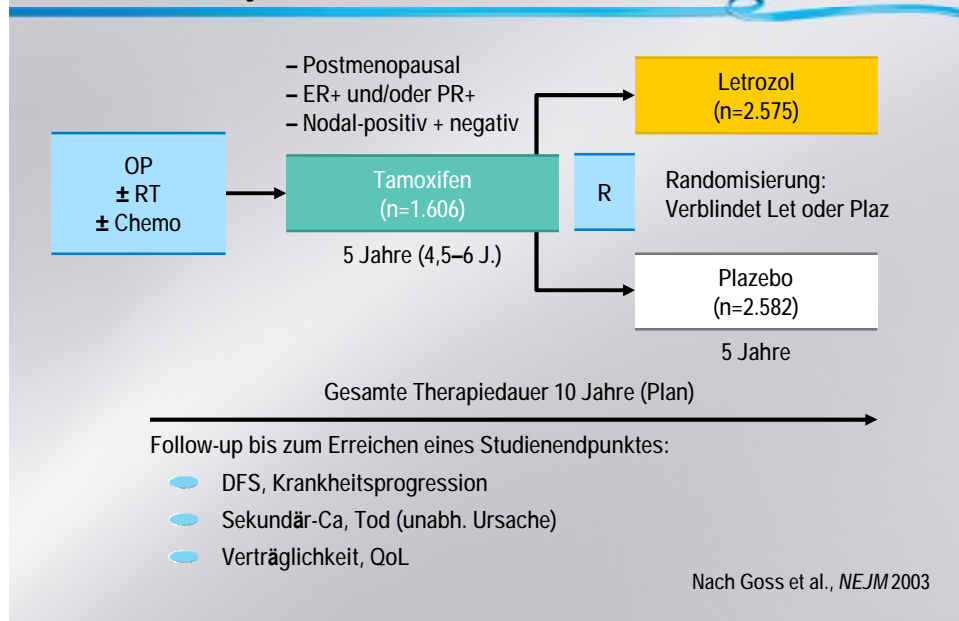 – Postmenopausal
– ER+ und/oder PR+
– Nodal-positiv + negativ
OP
± RT
± Chemo
Tamoxifen
(n=1.606)
5 Jahre (4,5–6 J.)
R
Letrozol
(n=2.575)
Randomisierung:
Verblindet Let oder Plaz
Plazebo
(n=2.582)
5 Jahre
Gesamte Therapiedauer 10 Jahre (Plan)
Follow-up bis zum Erreichen eines Studienendpunktes:
DFS, Krankheitsprogression
Sekundär-Ca, Tod (unabh. Ursache)
Verträglichkeit, QoL
Nach Goss et al., NEJM 2003